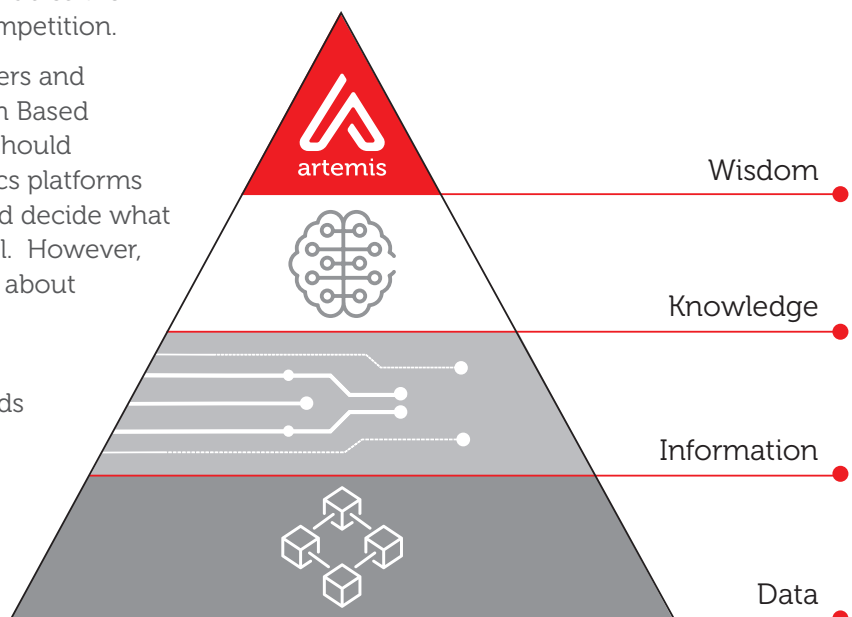 mpetition.
ers and
n Based
hould
cs platforms
d decide what
l. However,
about
ds
artemis
Wisdom
Knowledge
Information
Data